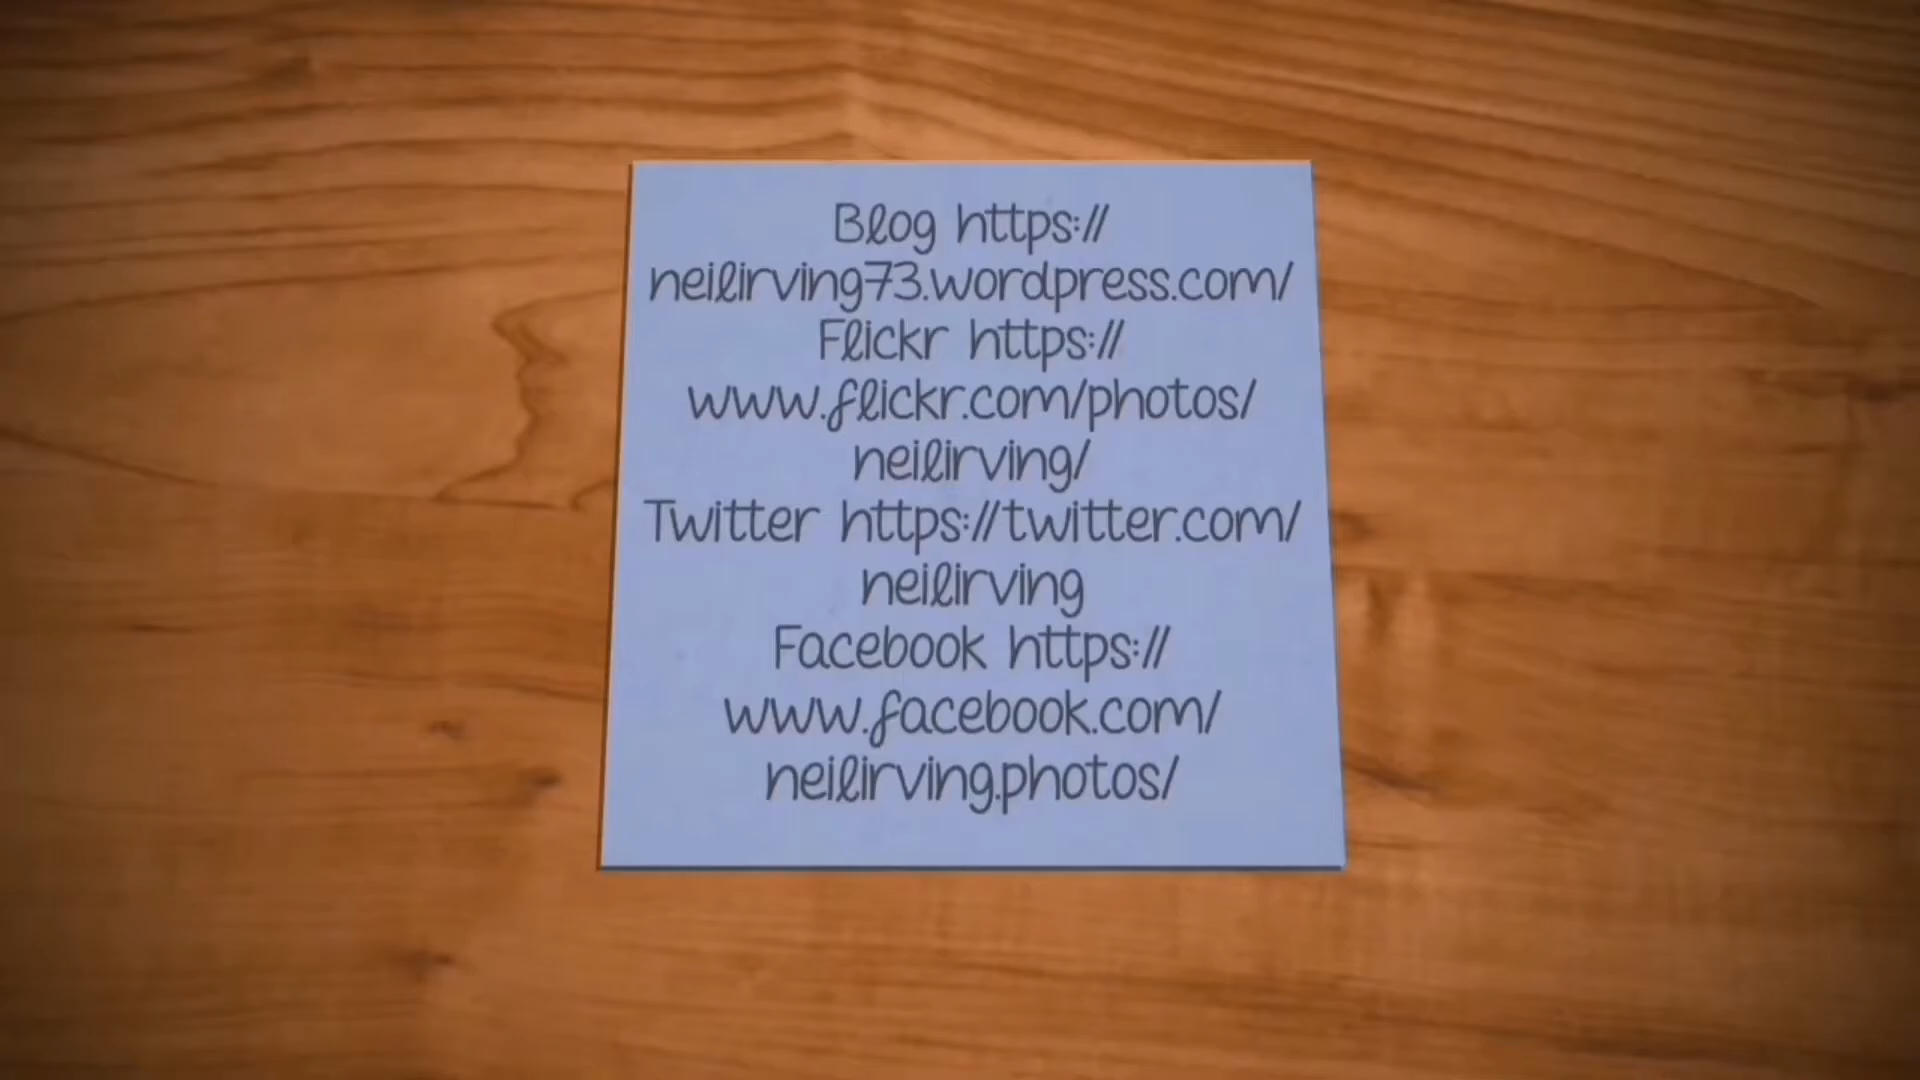 Blog https://
neilirving73.wordpress.com/
Flickr https://
www.flickr.com/photos/
neilirving/
Twitter https://twitter.com/
neilirving
Facebook https://
www.facebook.com/
neilirving.photos/